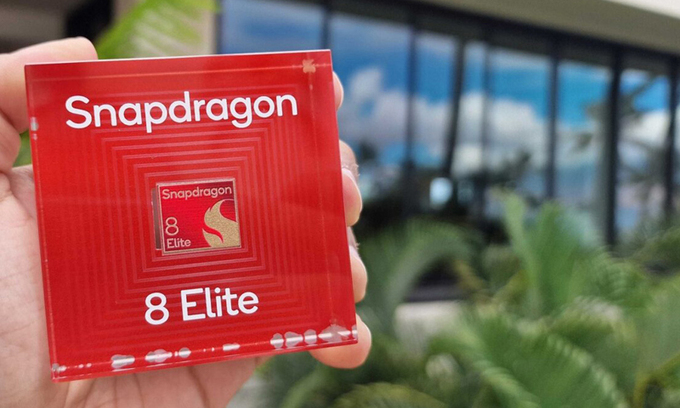 Snapdragon
Snapdragon
8
Elite
8 Elite